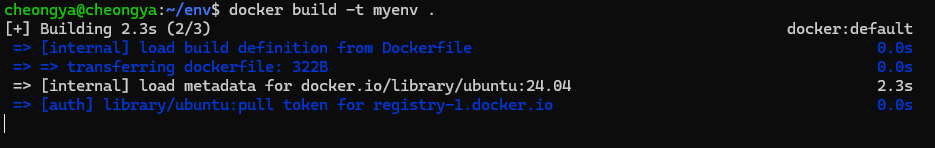 cheongya@cheongya:~/env$ docker build -t myenv .
[+] Building 2.3s (2/3) docker:default
=> [internal] load build definition from Dockerfile 0.0s
=> => transferring dockerfile: 322B 0.0s
=> [internal] load metadata for docker.io/library/ubuntu:24.04 2.3s
=> [auth] library/ubuntu:pull token for registry-1.docker.io 0.0s